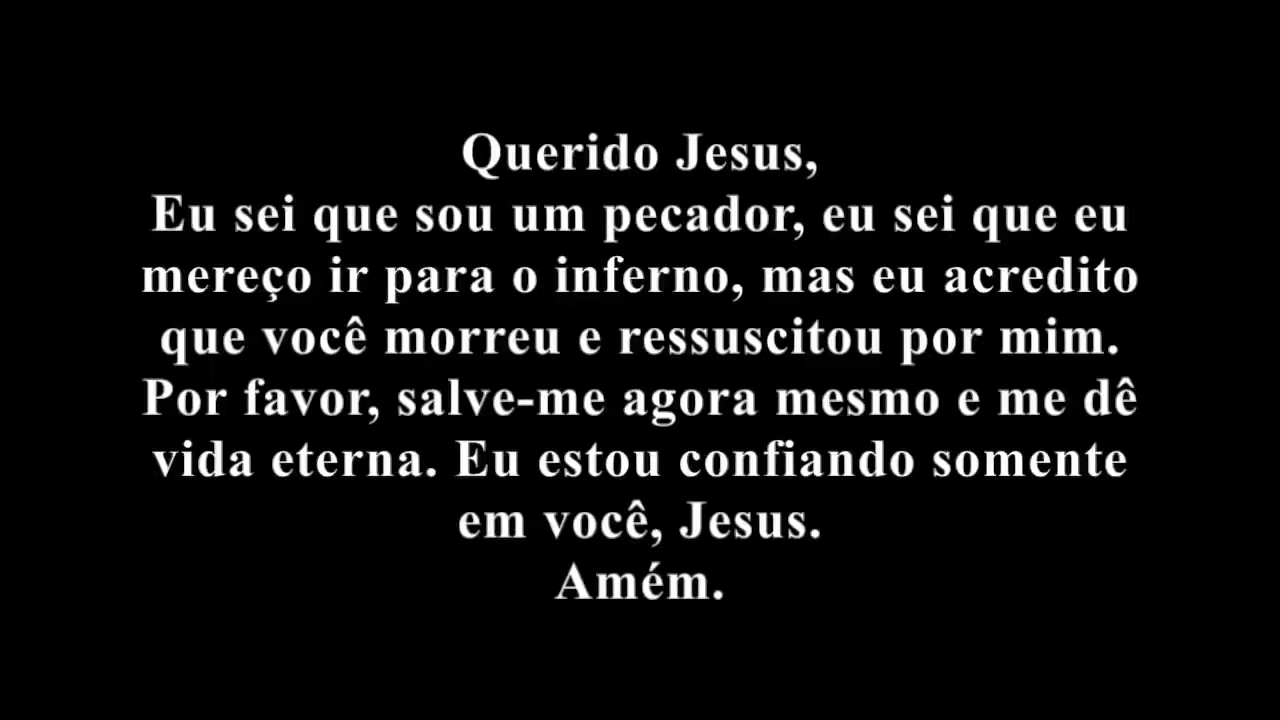 Querido Jesus,
Eu sei que sou um pecador, eu sei que eu
mereço ir para o inferno, mas eu acredito
que você morreu e ressuscitou por mim.
Por favor, salve-me agora mesmo e me dê
vida eterna. Eu estou confiando somente
em você, Jesus.
Amém.